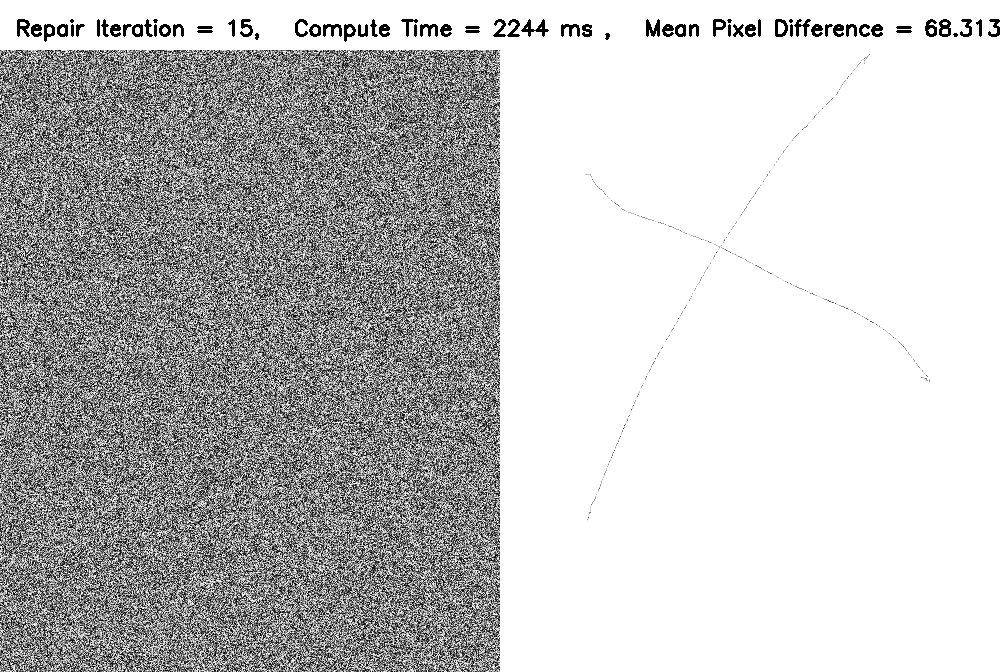 Repair Iteration = 15,   Compute Time = 2244 ms ,   Mean Pixel Difference = 68.313